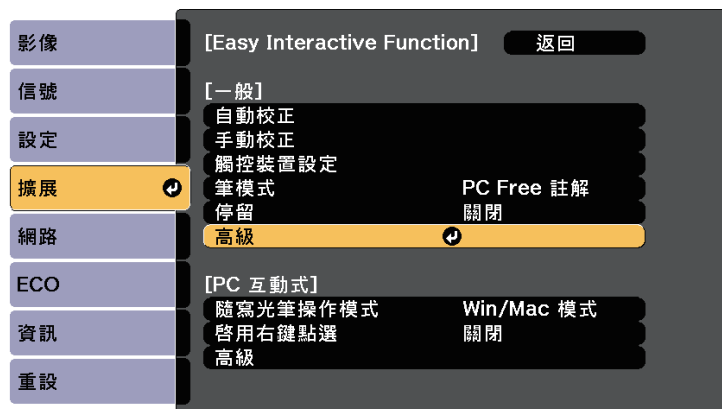 影像
信號
設定
擴展
網路
ECO
資訊
重設
[Easy Interactive Function] 返回
[一般]
自動校正
手動校正
觸控裝置設定
筆模式 PC Free 註解
停留 關閉
高級
[PC 互動式]
隨寫光筆操作模式 Win/Mac 模式
啓用右鍵點選 關閉
高級